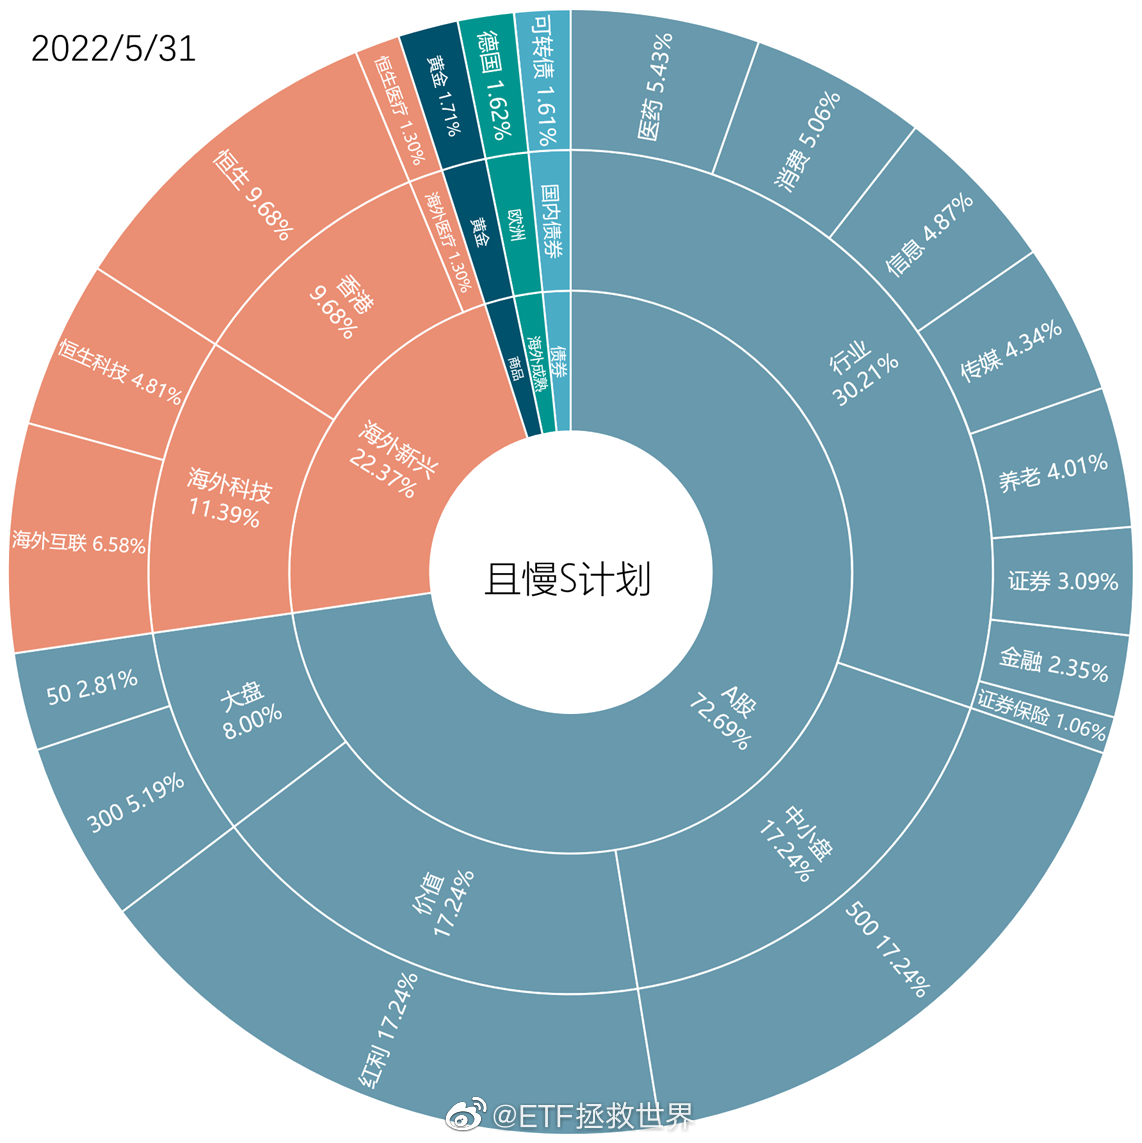 2022/5/31
且慢S计划
A股
72.69%
海外新兴
22.37%
商品
海外成熟
债券
行业
30.21%
中小盘
17.24%
价值
17.24%
大盘
8.00%
海外科技
11.39%
香港
9.68%
海外医疗 1.30%
黄金
欧洲
国内债券
医药 5.43%
消费 5.06%
信息 4.87%
传媒 4.34%
养老 4.01%
证券 3.09%
金融 2.35%
证券保险 1.06%
500 17.24%
红利 17.24%
300 5.19%
50 2.81%
海外互联 6.58%
恒生科技 4.81%
恒生 9.68%
恒生医疗 1.30%
黄金 1.71%
德国 1.62%
可转债 1.61%
@ETF拯救世界